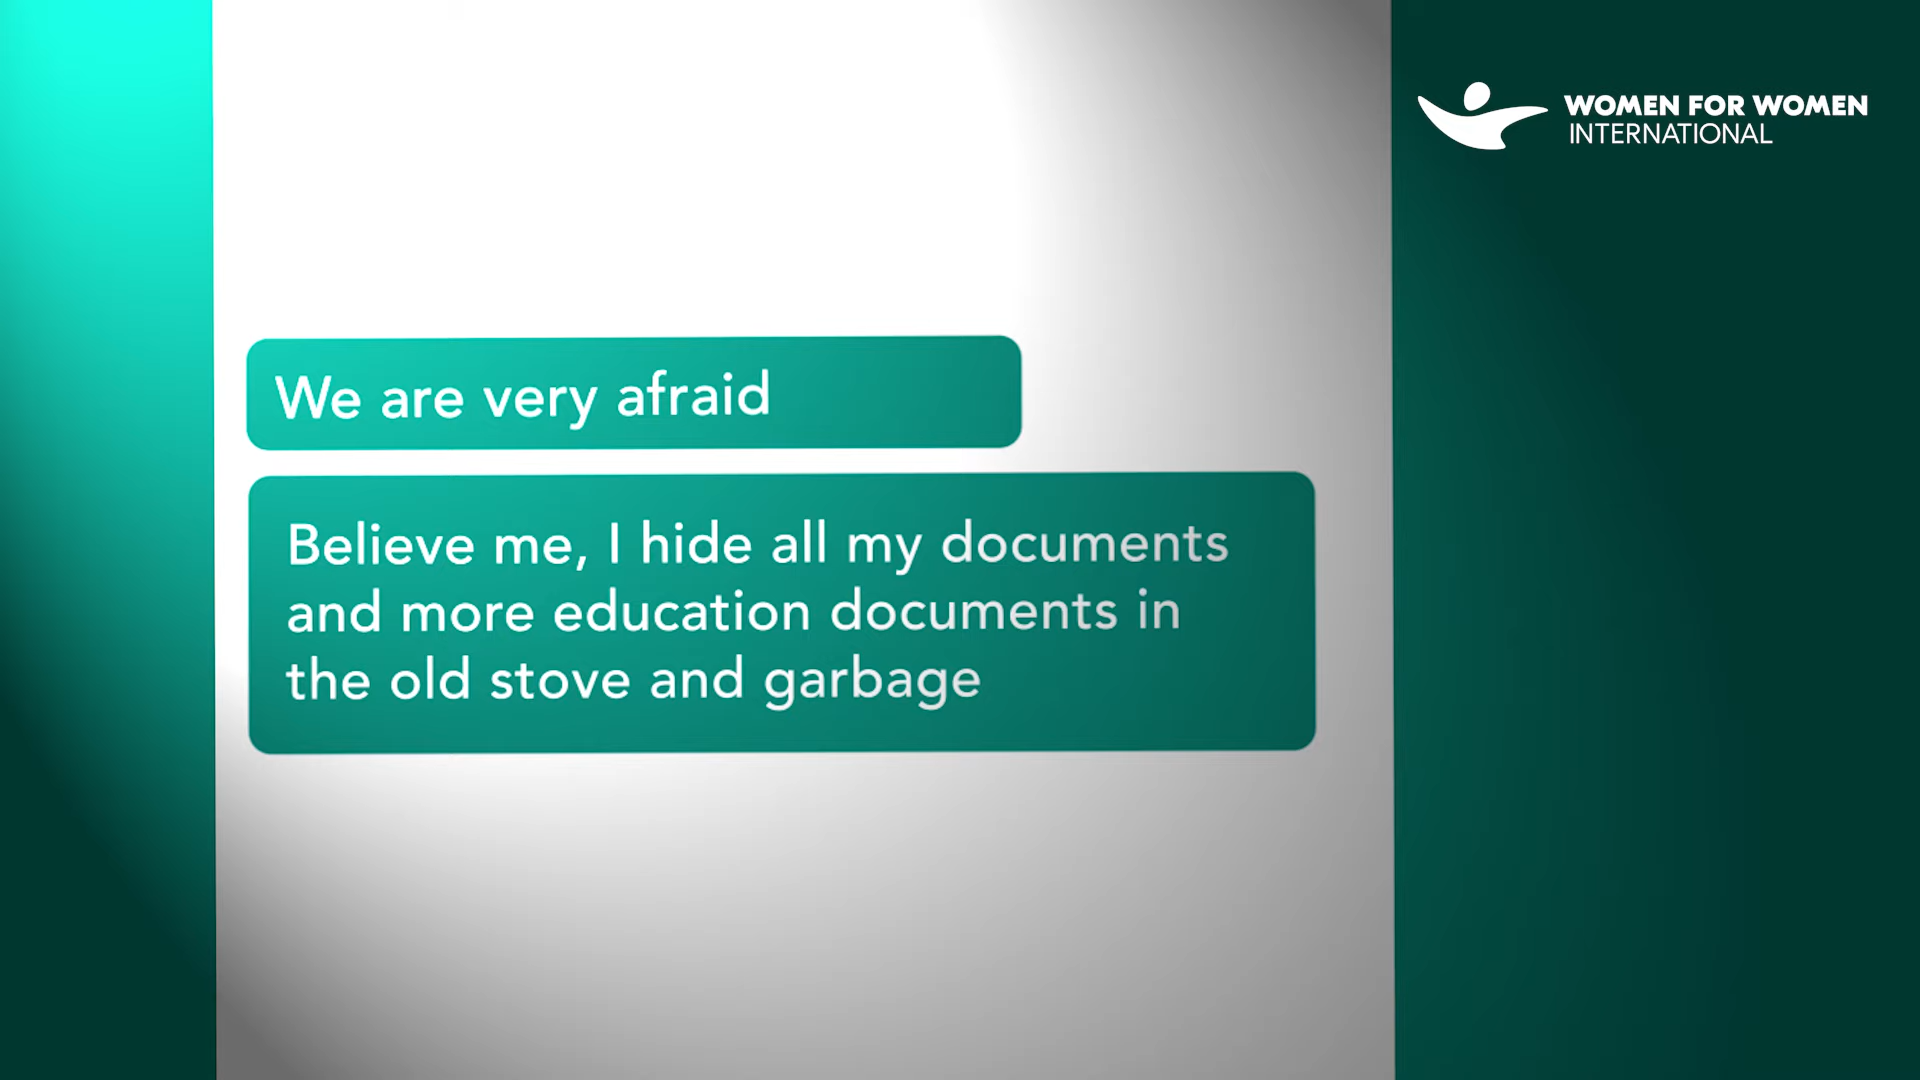 WOMEN FOR WOMEN
INTERNATIONAL
We are very afraid
Believe me, I hide all my documents
and more education documents in
the old stove and garbage